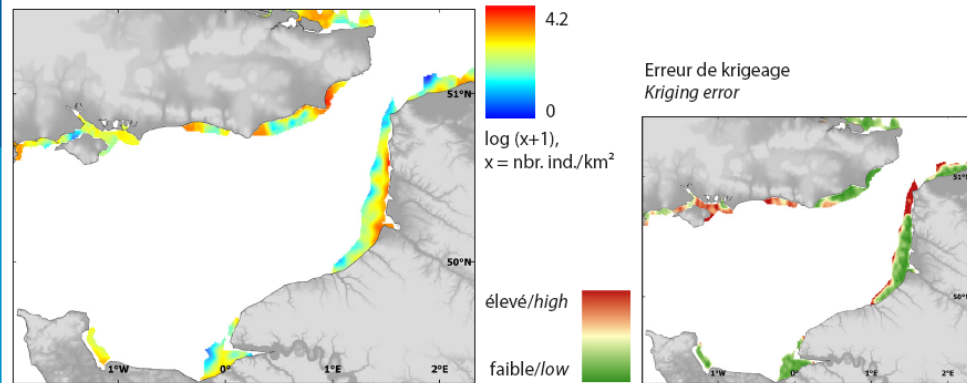 4.2
0
log (x+1),
x = nbr. ind./km²
51°N
50°N
1°W
0°
1°E
2°E
Erreur de krigeage
Kriging error
élevé/high
faible/low
51°N
50°N
1°W
0°
1°E
2°E